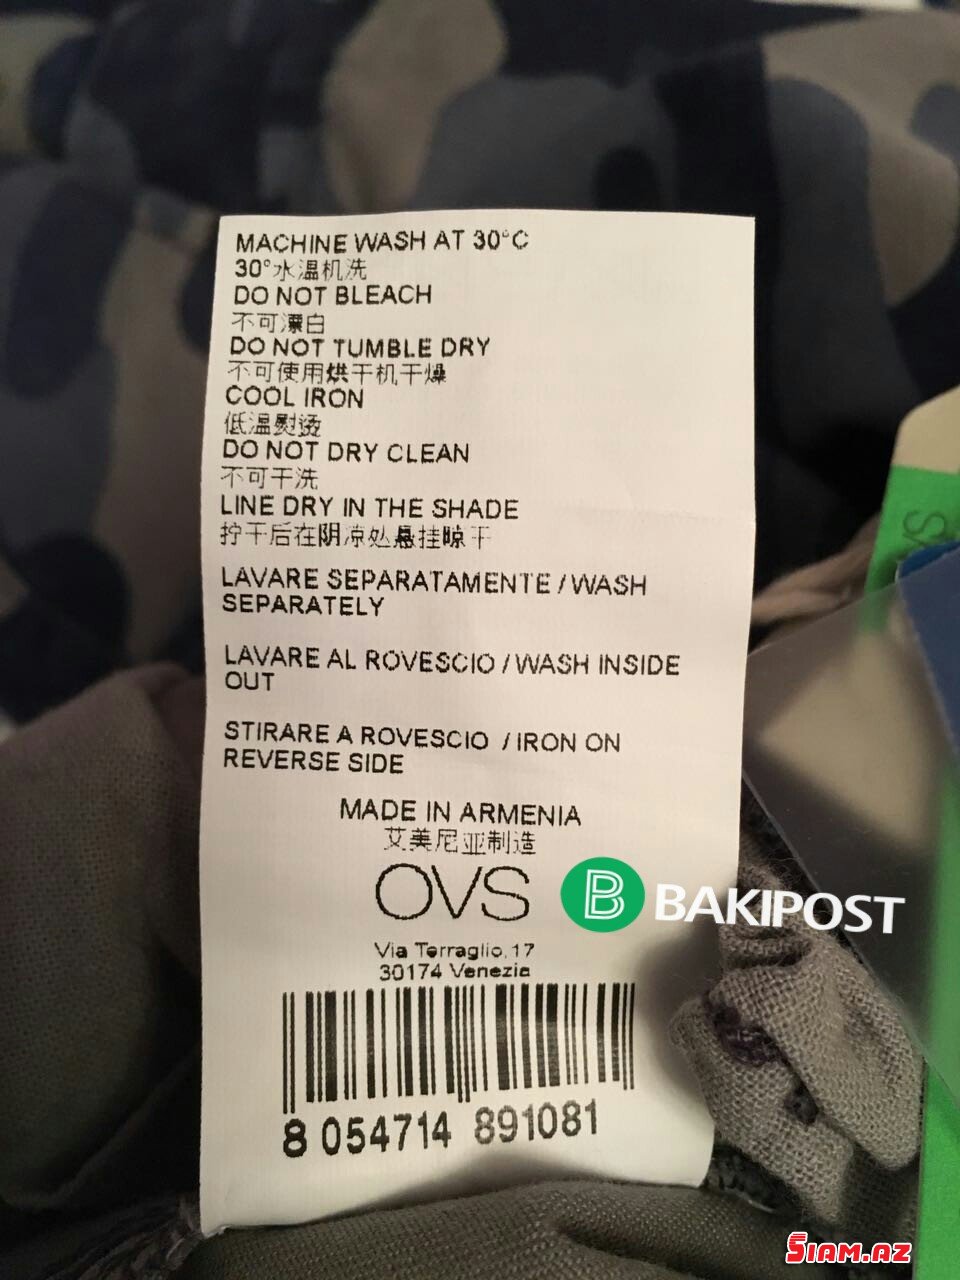 MACHINE WASH AT 30°C
30°水温机洗
DO NOT BLEACH
不可漂白
DO NOT TUMBLE DRY
不可使用烘干机干燥
COOL IRON
低温熨烫
DO NOT DRY CLEAN
不可干洗
LINE DRY IN THE SHADE
拧干后在阴凉处悬挂晾干
LAVARE SEPARATAMENTE / WASH
SEPARATELY
LAVARE AL ROVESCIO / WASH INSIDE
OUT
STIRARE A ROVESCIO / IRON ON
REVERSE SIDE
MADE IN ARMENIA
艾美尼亚制造
OVS
B BAKIPOST
Via Terraglio, 17
30174 Venezia
8 054714 891081
SIAM.AZ